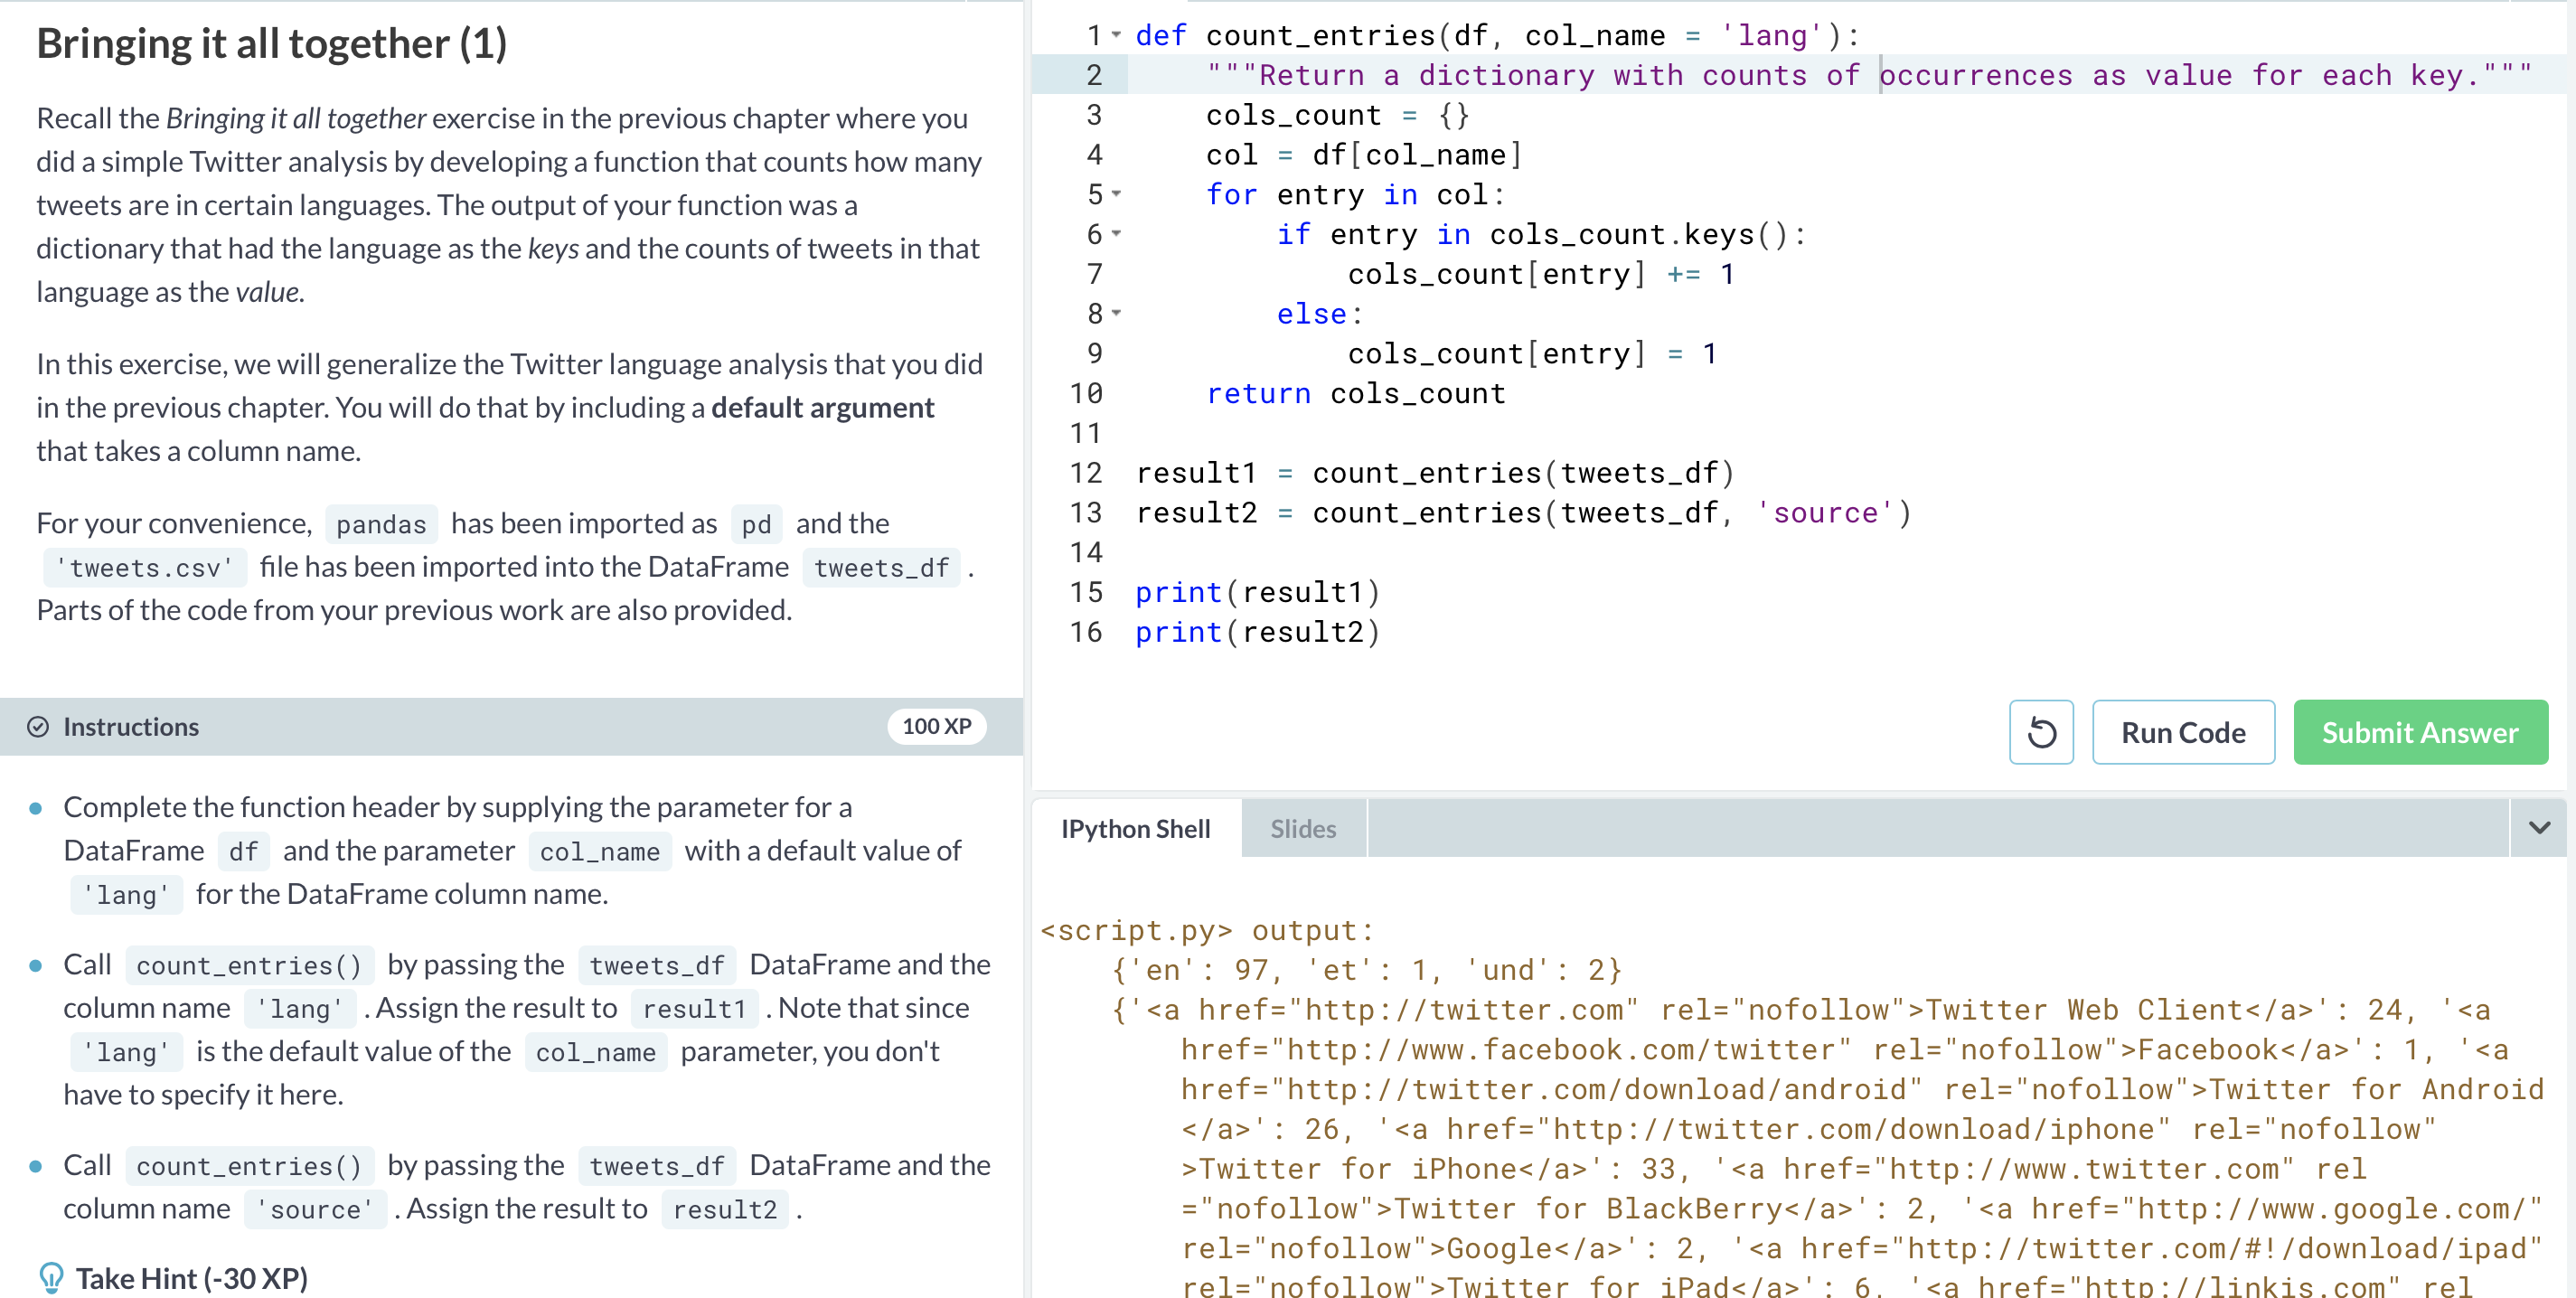 Bringing it all together (1)
Recall the Bringing it all together exercise in the previous chapter where you
did a simple Twitter analysis by developing a function that counts how many
tweets are in certain languages. The output of your function was a
dictionary that had the language as the keys and the counts of tweets in that
language as the value.
In this exercise, we will generalize the Twitter language analysis that you did
in the previous chapter. You will do that by including a default argument
that takes a column name.
For your convenience, pandas has been imported as pd and the
'tweets.csv' file has been imported into the DataFrame tweets_df .
Parts of the code from your previous work are also provided.
Instructions
100 XP
Complete the function header by supplying the parameter for a
DataFrame df and the parameter col_name with a default value of
'lang' for the DataFrame column name.
Call count_entries() by passing the tweets_df DataFrame and the
column name 'lang' . Assign the result to result1 . Note that since
'lang' is the default value of the col_name parameter, you don't
have to specify it here.
Call count_entries() by passing the tweets_df DataFrame and the
column name 'source' . Assign the result to result2 .
Take Hint (-30 XP)
1 def count_entries(df, col_name = 'lang'):
2     """Return a dictionary with counts of occurrences as value for each key."""
3     cols_count = {}
4     col = df[col_name]
5     for entry in col:
6         if entry in cols_count.keys():
7             cols_count[entry] += 1
8         else:
9             cols_count[entry] = 1
10     return cols_count
11
12 result1 = count_entries(tweets_df)
13 result2 = count_entries(tweets_df, 'source')
14
15 print(result1)
16 print(result2)
Run Code
Submit Answer
IPython Shell
Slides
<script.py> output:
{'en': 97, 'et': 1, 'und': 2}
{'<a href="http://twitter.com" rel="nofollow">Twitter Web Client</a>': 24, '<a
href="http://www.facebook.com/twitter" rel="nofollow">Facebook</a>': 1, '<a
href="http://twitter.com/download/android" rel="nofollow">Twitter for Android
</a>': 26, '<a href="http://twitter.com/download/iphone" rel="nofollow"
>Twitter for iPhone</a>': 33, '<a href="http://www.twitter.com" rel
="nofollow">Twitter for BlackBerry</a>': 2, '<a href="http://www.google.com/"
rel="nofollow">Google</a>': 2, '<a href="http://twitter.com/#!/download/ipad"
rel="nofollow">Twitter for iPad</a>': 6, '<a href="http://linkis.com" rel